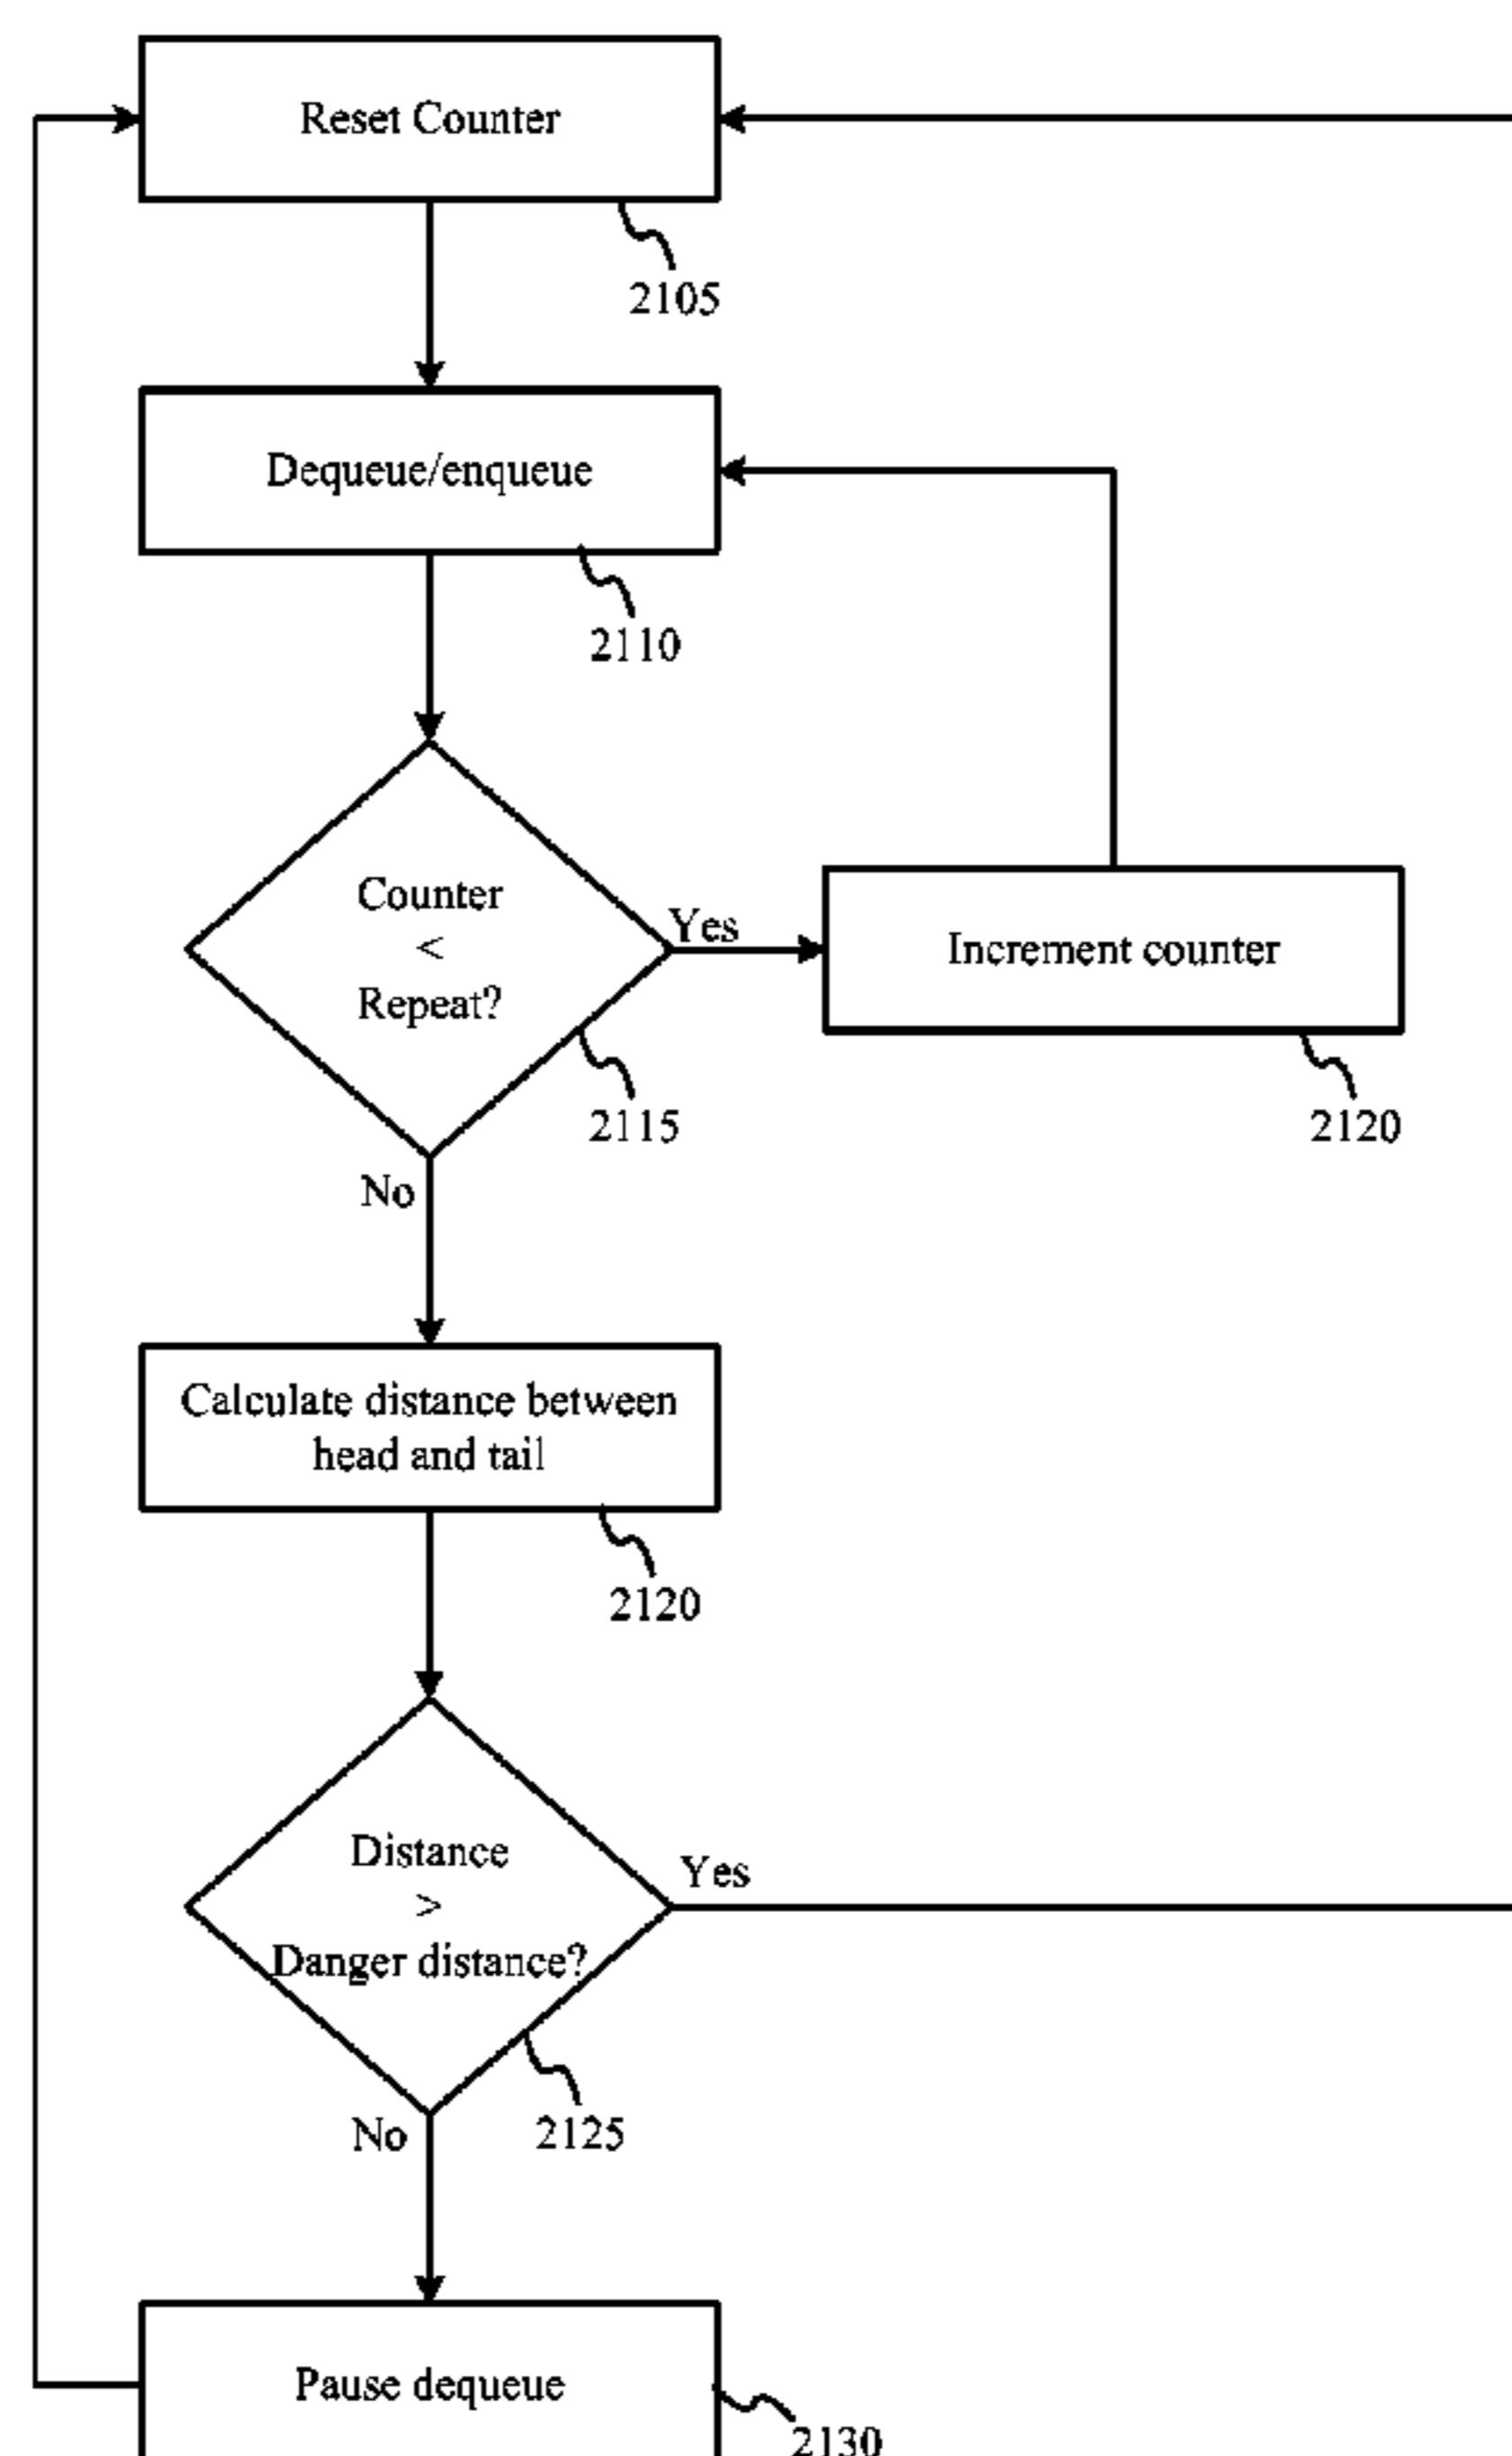 Reset Counter
2105
Dequeue/enqueue
2110
Counter
<
Repeat?
Yes
2115
No
Increment counter
2120
Calculate distance between
head and tail
2120
Distance
>
Danger distance?
Yes
2125
No
Pause dequeue
2130